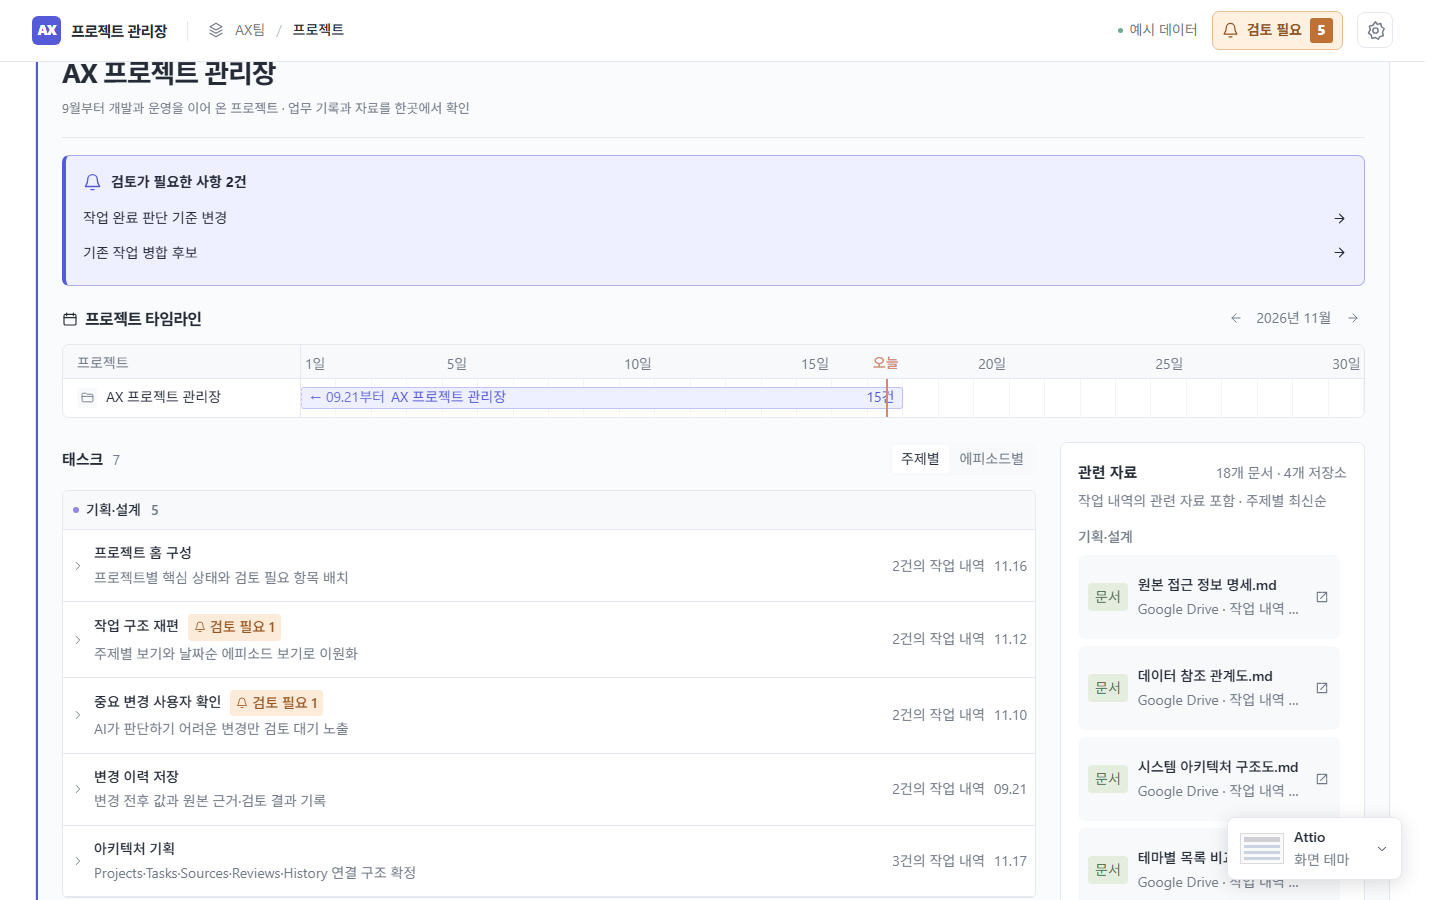 AX 프로젝트 관리장 AX팀 / 프로젝트 예시 데이터 검토 필요 5
AX 프로젝트 관리장
9월부터 개발과 운영을 이어 온 프로젝트 · 업무 기록과 자료를 한곳에서 확인
검토가 필요한 사항 2건
작업 완료 판단 기준 변경 →
기존 작업 병합 후보 →
프로젝트 타임라인 ← 2026년 11월 →
프로젝트 1일 5일 10일 15일 오늘 20일 25일 30일
AX 프로젝트 관리장 ← 09.21부터 AX 프로젝트 관리장 15건
태스크 7 주제별 에피소드별
기획·설계 5
프로젝트 홈 구성
프로젝트별 핵심 상태와 검토 필요 항목 배치
2건의 작업 내역 11.16
작업 구조 재편 검토 필요 1
주제별 보기와 날짜순 에피소드 보기로 이원화
2건의 작업 내역 11.12
중요 변경 사용자 확인 검토 필요 1
AI가 판단하기 어려운 변경만 검토 대기 노출
2건의 작업 내역 11.10
변경 이력 저장
변경 전후 값과 원본 근거·검토 결과 기록
2건의 작업 내역 09.21
아키텍처 기획
Projects·Tasks·Sources·Reviews·History 연결 구조 확정
3건의 작업 내역 11.17
관련 자료 18개 문서 · 4개 저장소
작업 내역의 관련 자료 포함 · 주제별 최신순
기획·설계
문서 원본 접근 정보 명세.md
Google Drive · 작업 내역 ...
문서 데이터 참조 관계도.md
Google Drive · 작업 내역 ...
문서 시스템 아키텍처 구조도.md
Google Drive · 작업 내역 ...
문서 테마별 목록
Google Drive · 작업 내역 ...
Attio
화면 테마